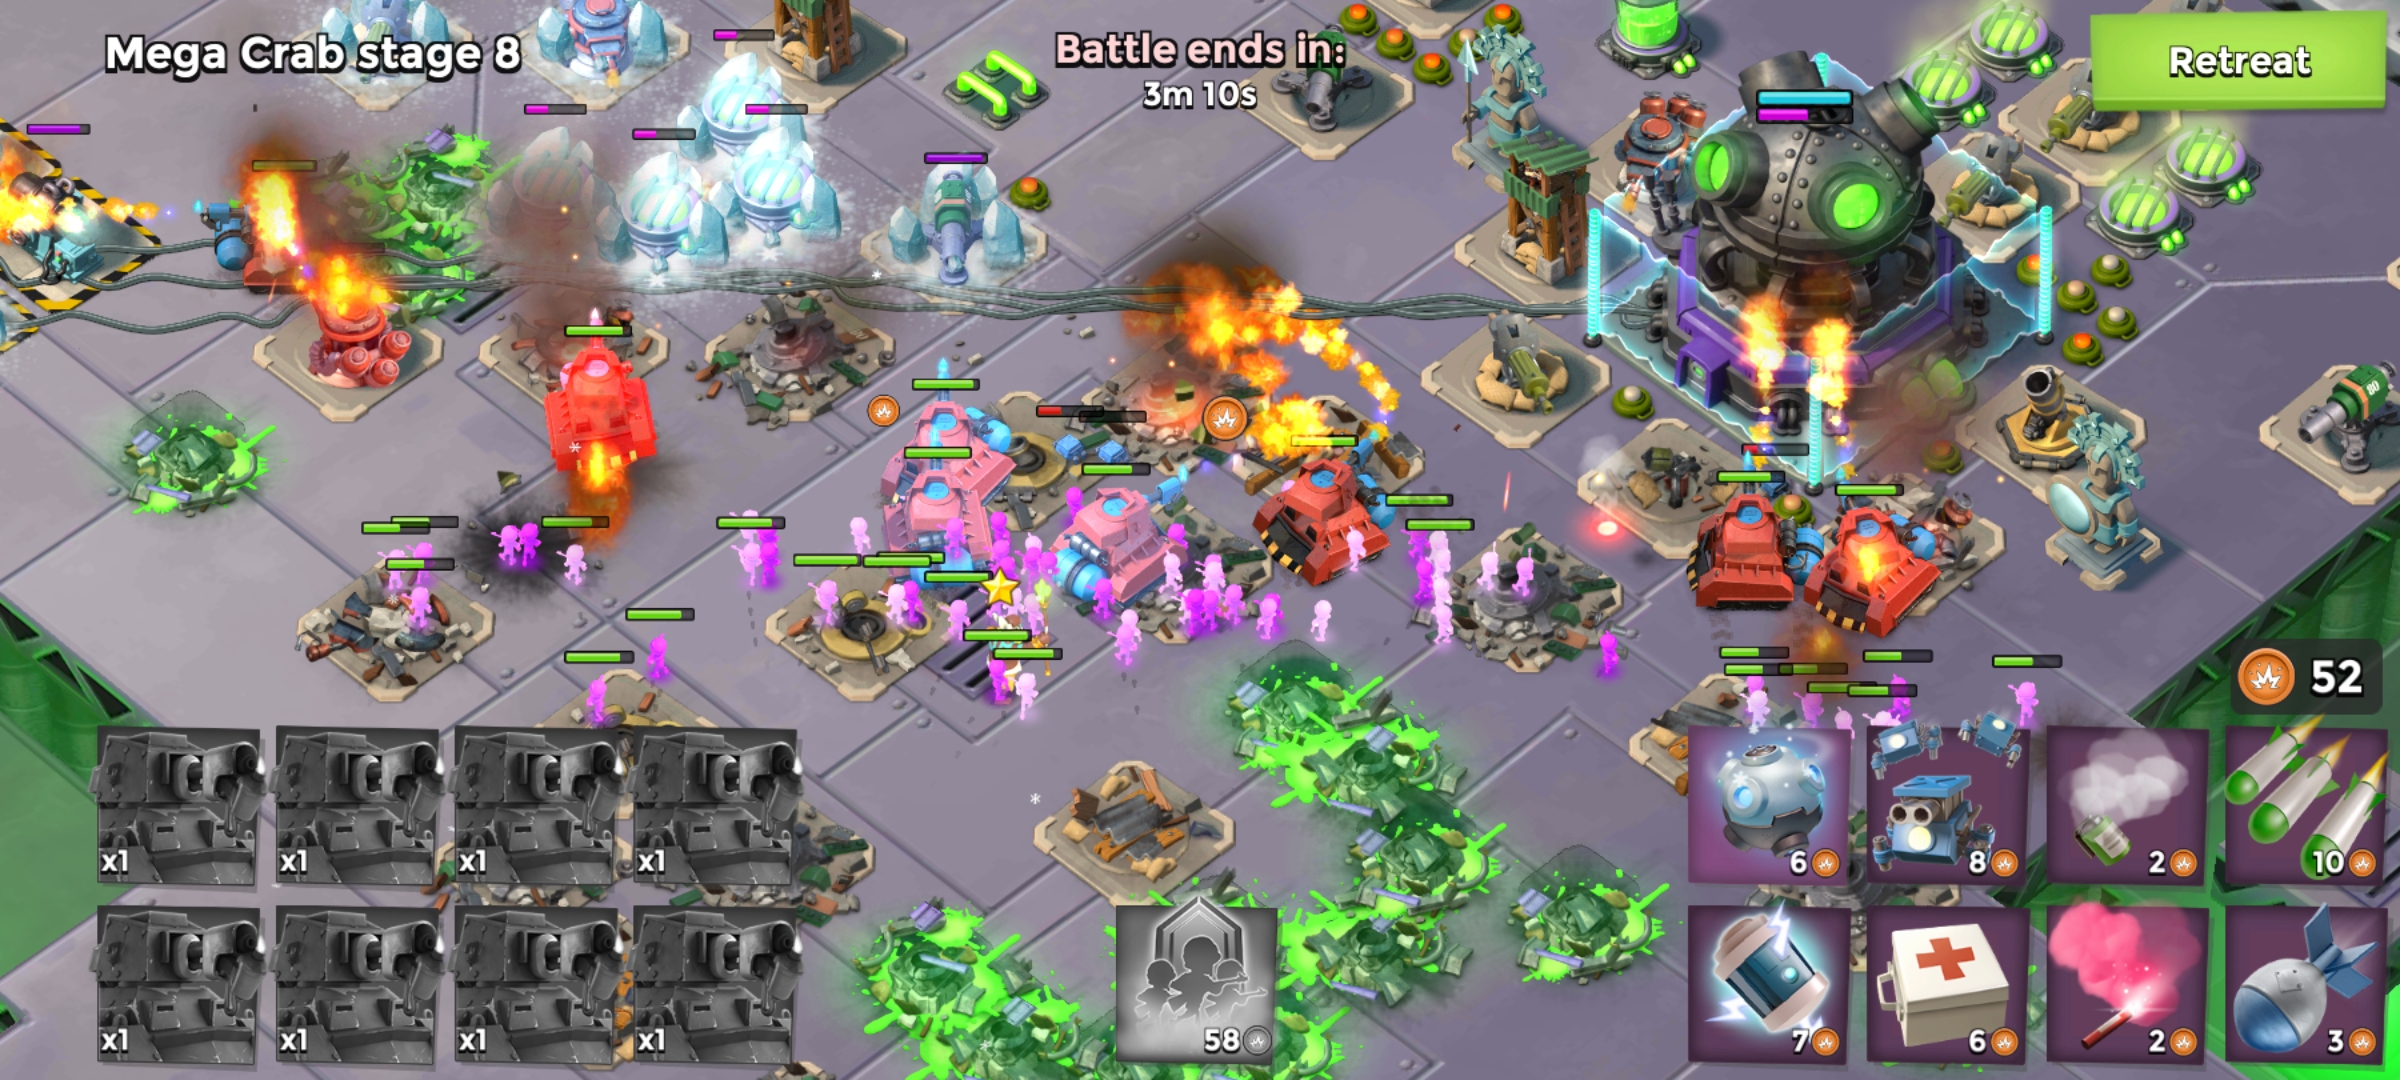 Mega Crab stage 8
Battle ends in:
3m 10s
Retreat
80
52
x1
x1
x1
x1
6
8
2
10
x1
x1
x1
x1
58
7
6
2
3